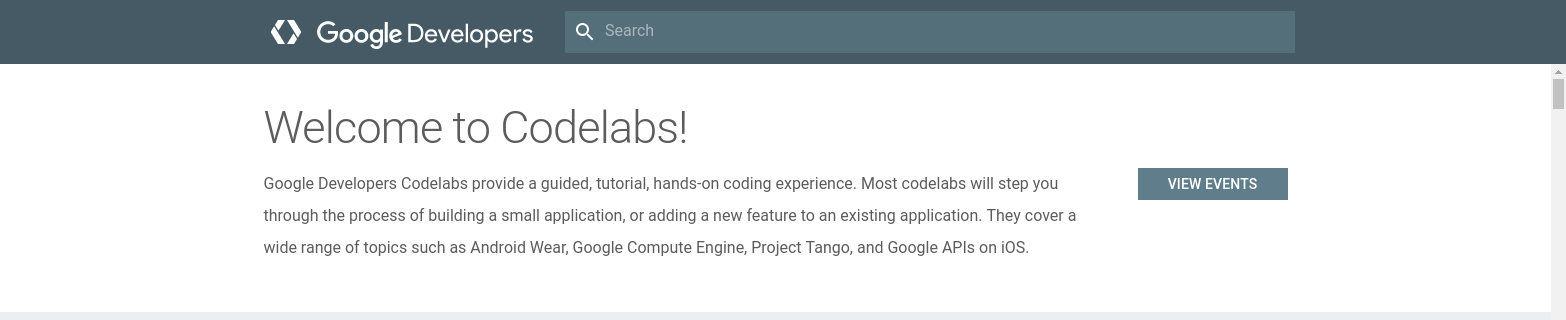 Google Developers
Search
Welcome to Codelabs!
Google Developers Codelabs provide a guided, tutorial, hands-on coding experience. Most codelabs will step you
through the process of building a small application, or adding a new feature to an existing application. They cover a
wide range of topics such as Android Wear, Google Compute Engine, Project Tango, and Google APIs on iOS.
VIEW EVENTS